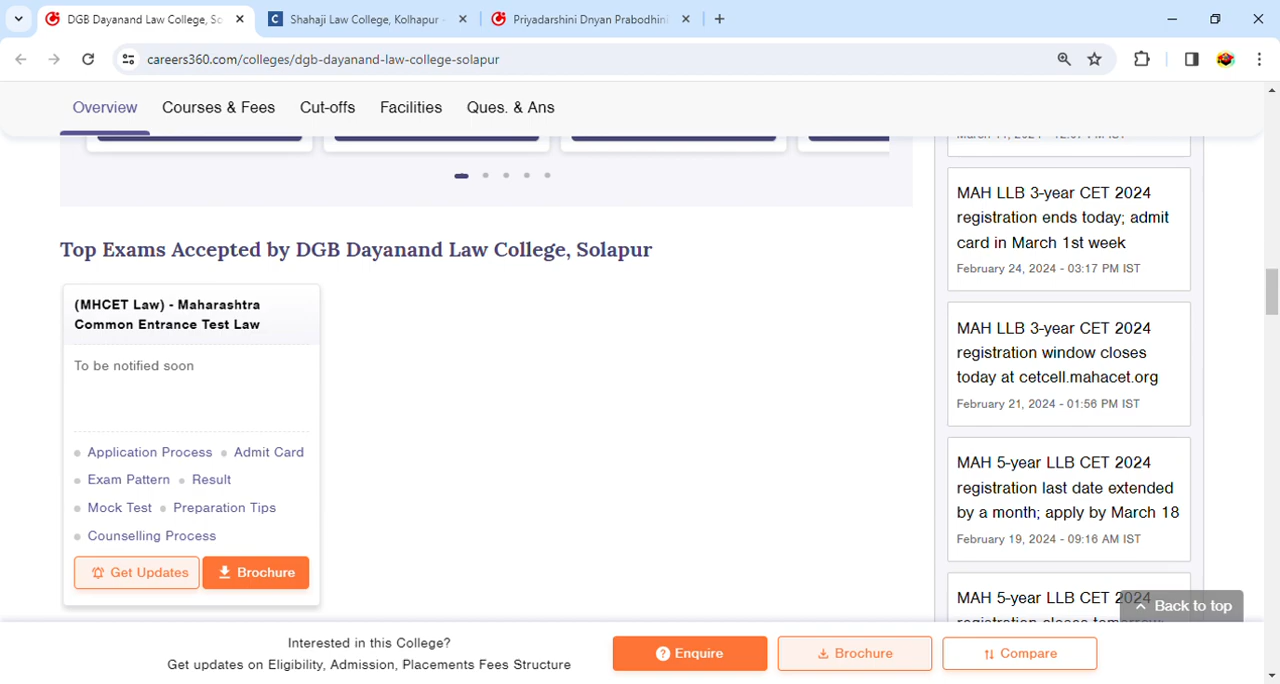 DGB Dayanand Law College, So
Shahaji Law College, Kolhapur -
Priyadarshini Dnyan Prabodhini
careers360.com/colleges/dgb-dayanand-law-college-solapur
Overview
Courses & Fees
Cut-offs
Facilities
Ques. & Ans
Top Exams Accepted by DGB Dayanand Law College, Solapur
(MHCET Law) - Maharashtra
Common Entrance Test Law
To be notified soon
Application Process
Admit Card
Exam Pattern
Result
Mock Test
Preparation Tips
Counselling Process
Get Updates
Brochure
MAH LLB 3-year CET 2024
registration ends today; admit
card in March 1st week
February 24, 2024 - 03:17 PM IST
MAH LLB 3-year CET 2024
registration window closes
today at cetcell.mahacet.org
February 21, 2024 - 01:56 PM IST
MAH 5-year LLB CET 2024
registration last date extended
by a month; apply by March 18
February 19, 2024 - 09:16 AM IST
MAH 5-year LLB CET 2024
Back to top
Interested in this College?
Get updates on Eligibility, Admission, Placements Fees Structure
Enquire
Brochure
Compare